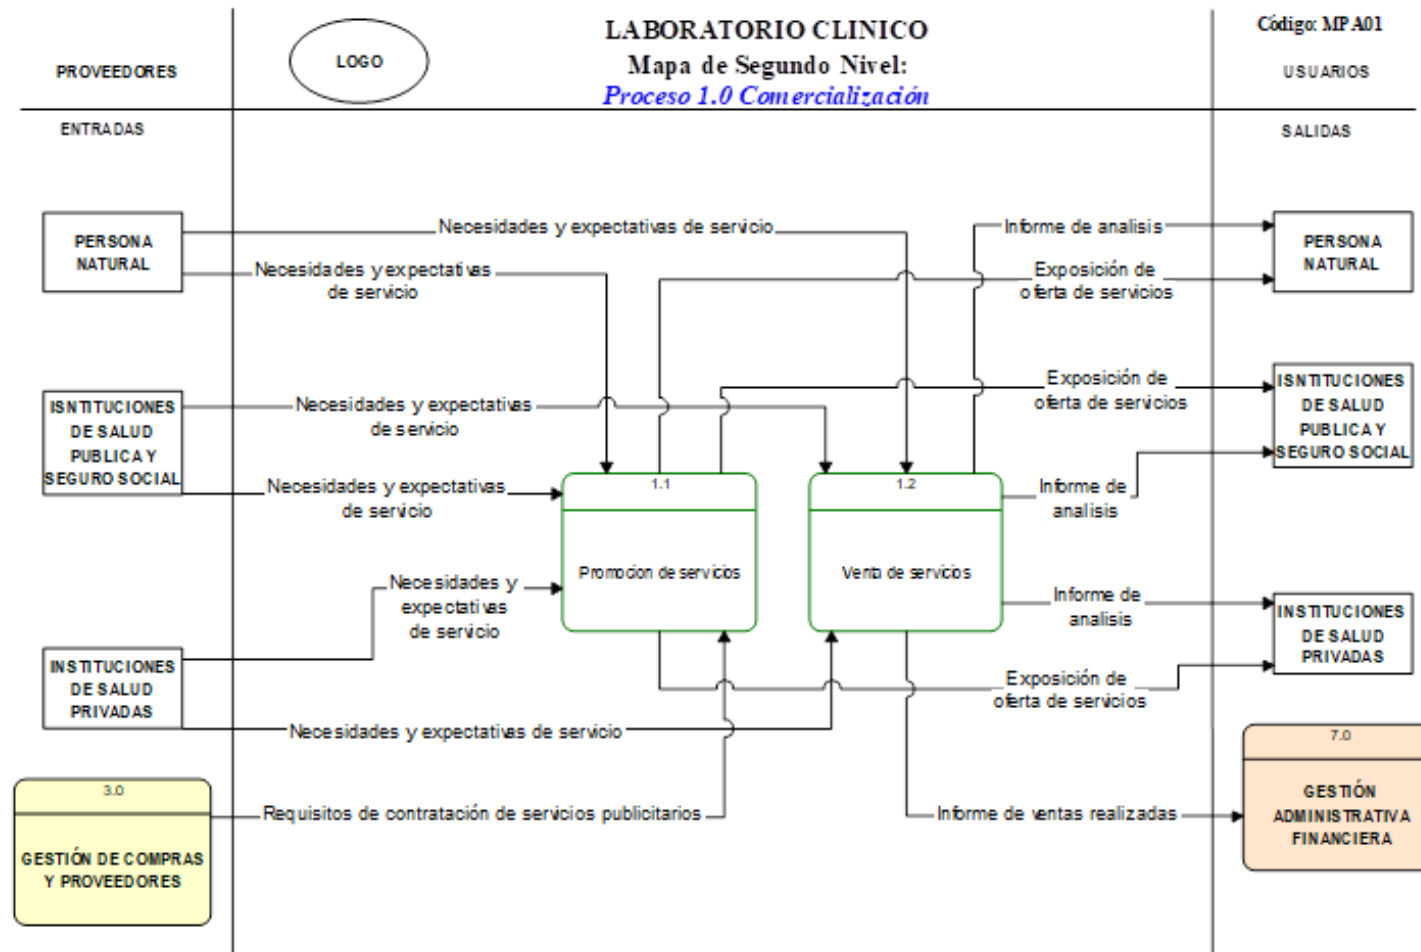 LABORATORIO CLINICO
Código: MPA01
LOGO
Mapa de Segundo Nivel:
PROVEEDORES
USUARIOS
Proceso 1.0 Comercialización
ENTRADAS
SALIDAS
PERSONA
NATURAL
Necesidades y expectativas de servicio
Informe de analisis
PERSONA
NATURAL
Necesidades y expectativas
de servicio
Exposición de
oferta de servicios
ISNTITUCIONES
DE SALUD
PUBLICA Y
SEGURO SOCIAL
Necesidades y expectativas
de servicio
Exposición de
oferta de servicios
ISNTITUCIONES
DE SALUD
PUBLICA Y
SEGURO SOCIAL
Necesidades y expectativas
de servicio
1.1
Promocion de servicios
1.2
Venta de servicios
Informe de
analisis
Necesidades y
expectativas
de servicio
Informe de
analisis
INSTITUCIONES
DE SALUD
PRIVADAS
INSTITUCIONES
DE SALUD
PRIVADAS
Exposición de
oferta de servicios
Necesidades y expectativas de servicio
3.0
GESTIÓN DE COMPRAS
Y PROVEEDORES
Requisitos de contratación de servicios publicitarios
Informe de ventas realizadas
7.0
GESTIÓN
ADMINISTRATIVA
FINANCIERA